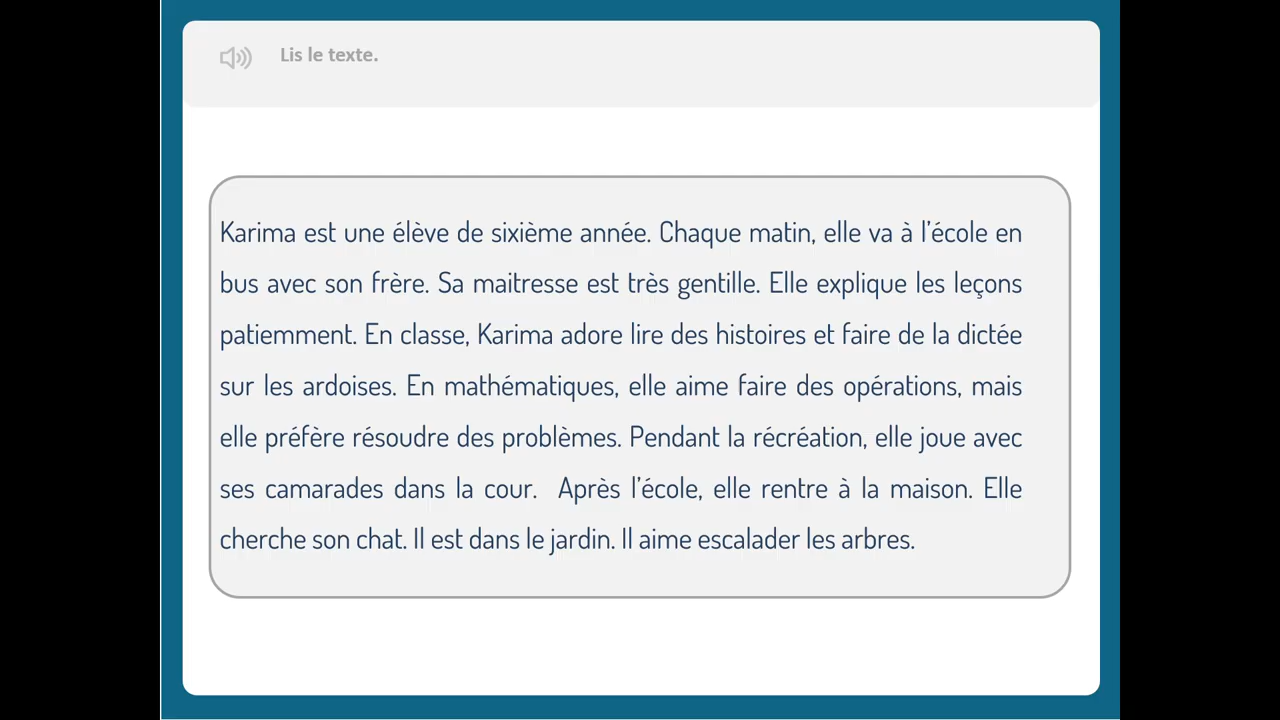 Lis le texte.
Karima est une élève de sixième année. Chaque matin, elle va à l’école en
bus avec son frère. Sa maitresse est très gentille. Elle explique les leçons
patiemment. En classe, Karima adore lire des histoires et faire de la dictée
sur les ardoises. En mathématiques, elle aime faire des opérations, mais
elle préfère résoudre des problèmes. Pendant la récréation, elle joue avec
ses camarades dans la cour.  Après l’école, elle rentre à la maison. Elle
cherche son chat. Il est dans le jardin. Il aime escalader les arbres.